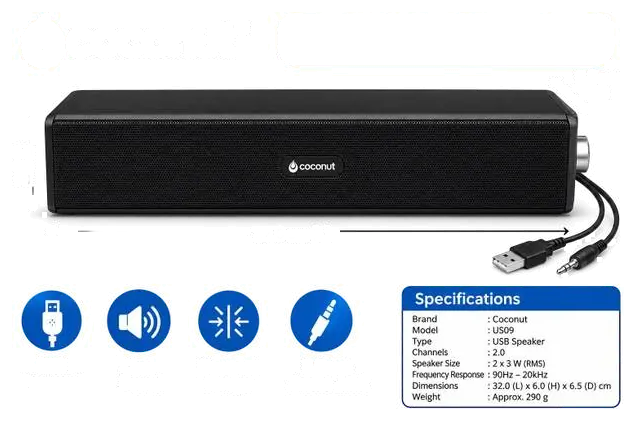 coconut
Specifications
Brand : Coconut
Model : US09
Type : USB Speaker
Channels : 2.0
Speaker Size : 2 x 3 W (RMS)
Frequency Response : 90Hz – 20kHz
Dimensions : 32.0 (L) x 6.0 (H) x 6.5 (D) cm
Weight : Approx. 290 g